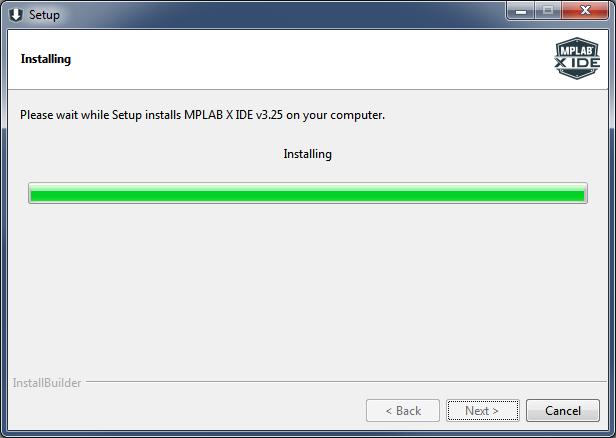 Setup
Installing
MPLAB
X IDE
Please wait while Setup installs MPLAB X IDE v3.25 on your computer.
Installing
InstallBuilder
< Back
Next >
Cancel